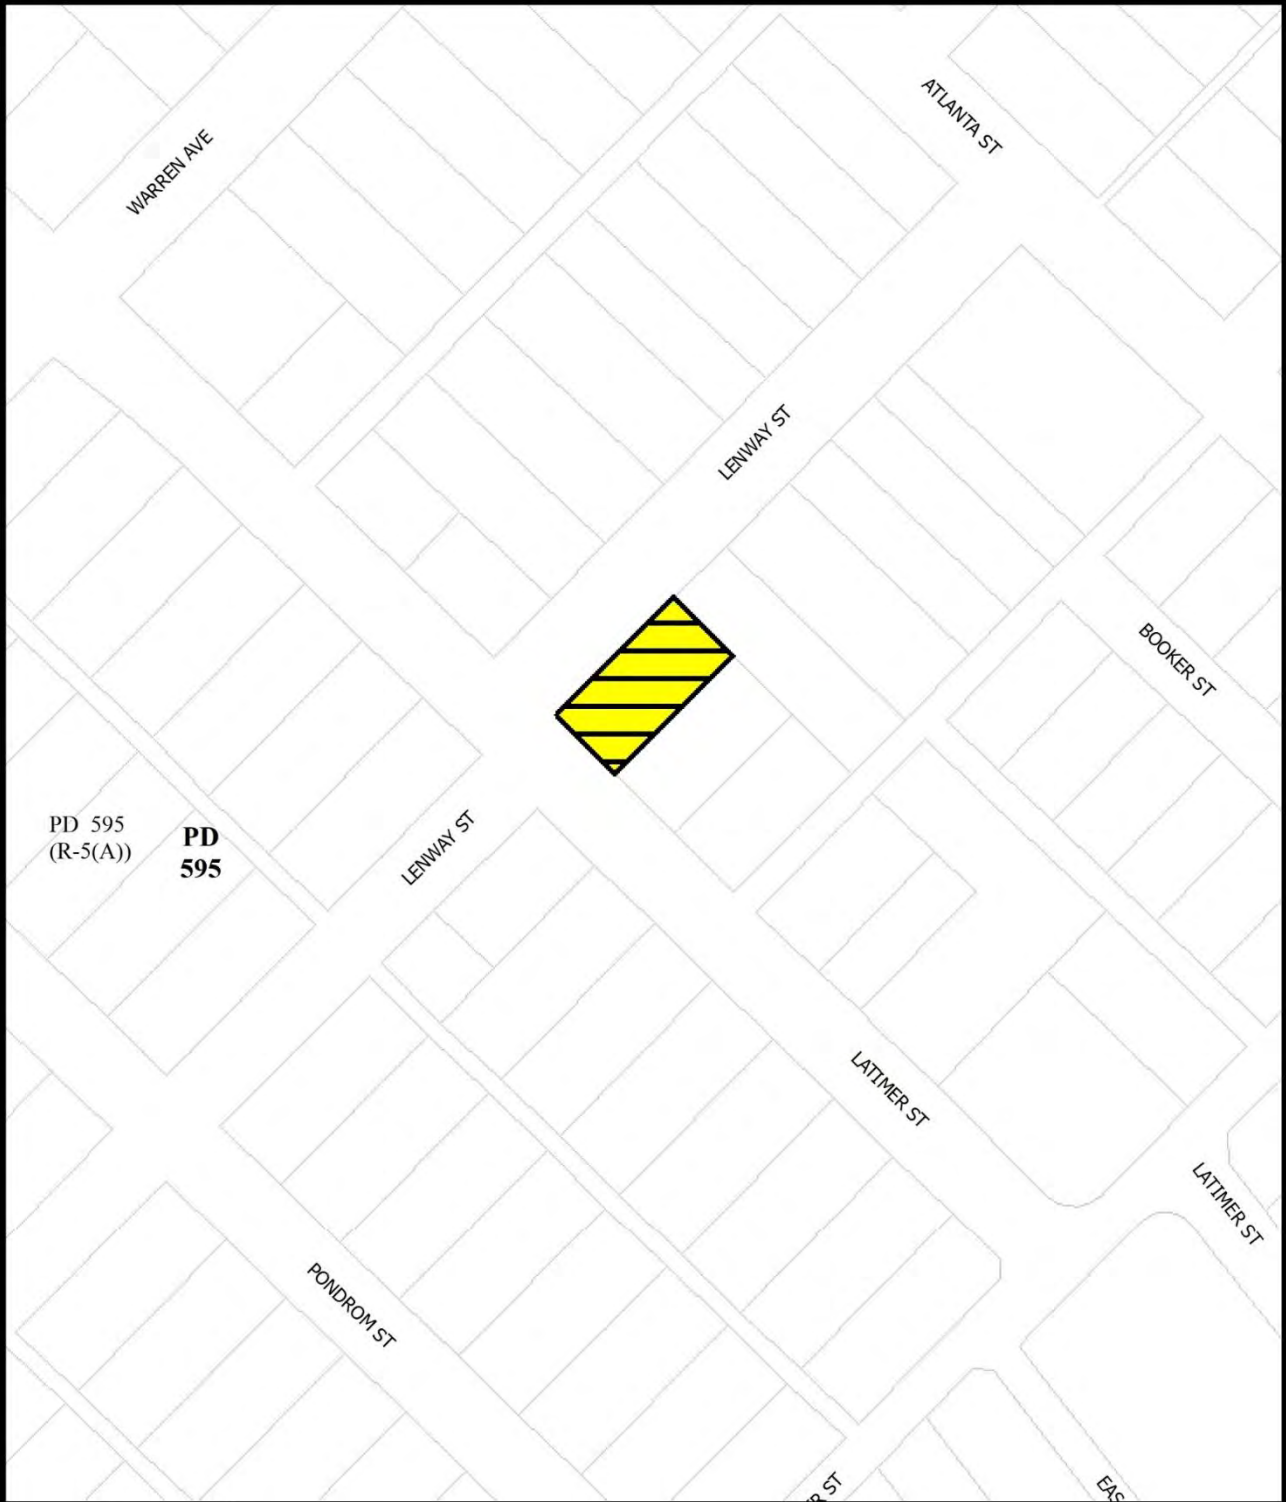 ATLANTA ST
WARREN AVE
LENWAY ST
BOOKER ST
PD 595
(R-5(A))
PD
595
LENWAY ST
LATIMER ST
LATIMER ST
PONDROM ST
ST